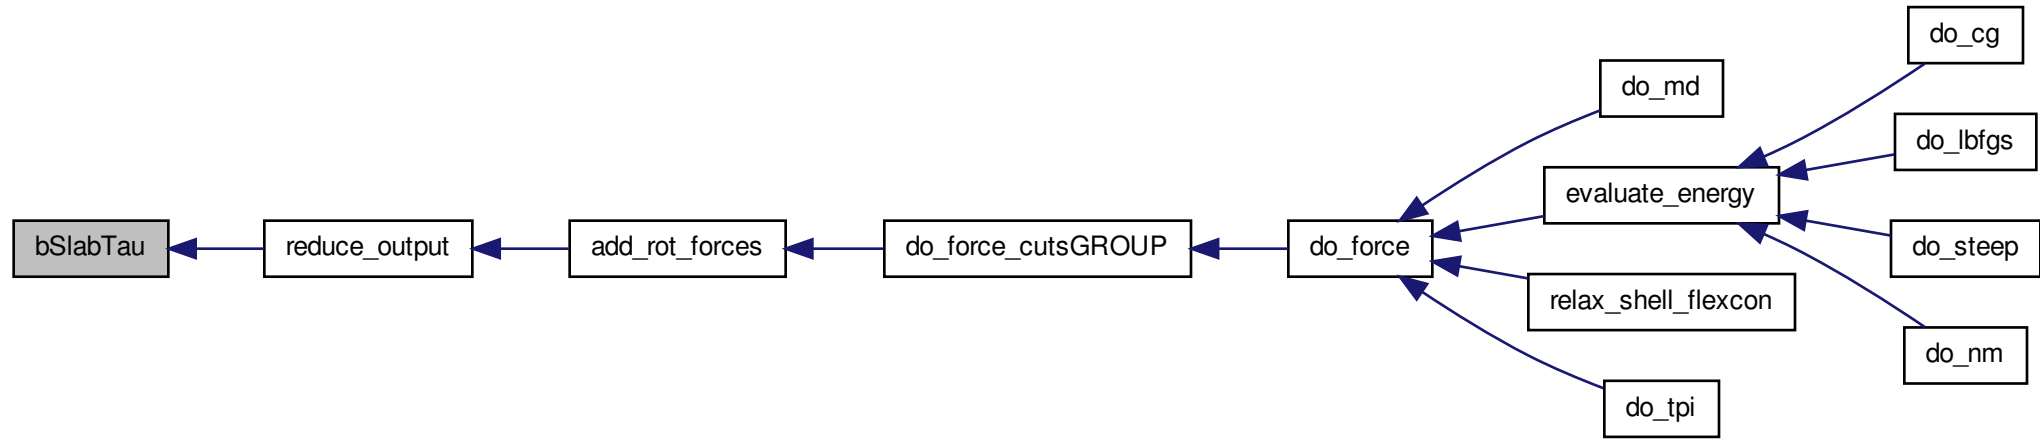 bSlabTau
reduce_output
add_rot_forces
do_force_cutsGROUP
do_force
do_md
evaluate_energy
relax_shell_flexcon
do_tpi
do_cg
do_lbfgs
do_steep
do_nm